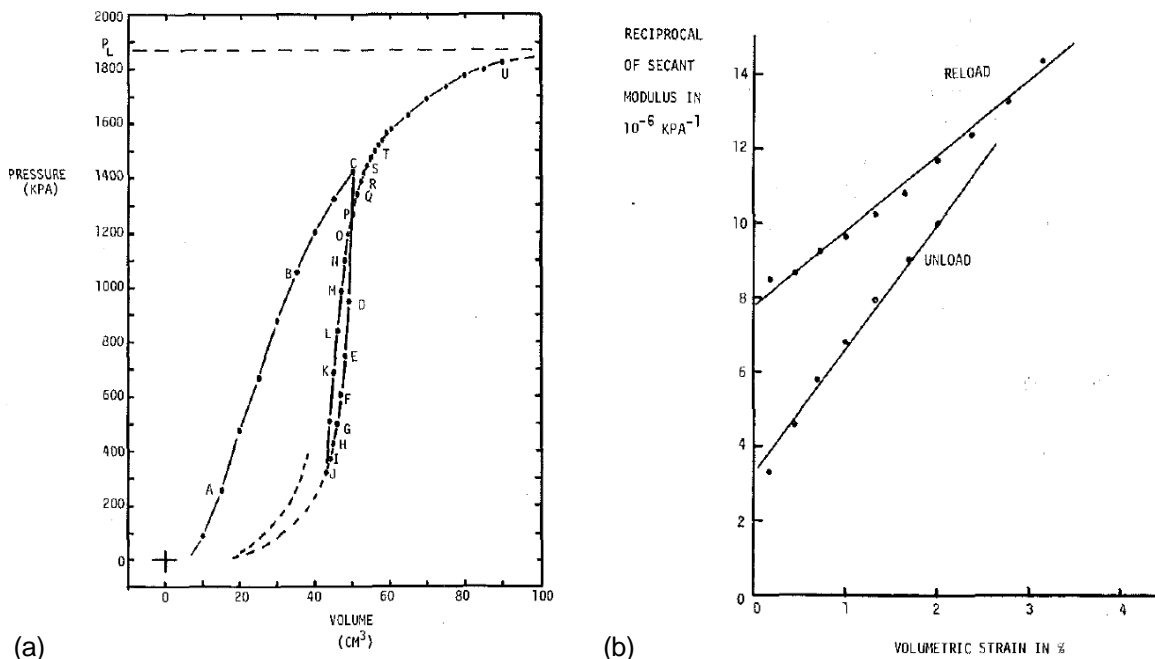 2000
P
L
1800
1600
1400
1200
1000
800
600
400
200
0
PRESSURE
(KPA)
A
B
C
D
E
F
G
H
I
J
K
L
M
N
O
P
Q
R
S
T
U
0
20
40
60
80
100
VOLUME
(CM3)
(a)
RECIPROCAL
OF SECANT
MODULUS IN
10-6 KPA-1
14
12
10
8
6
4
2
0
RELOAD
UNLOAD
0
1
2
3
4
VOLUMETRIC STRAIN IN %
(b)